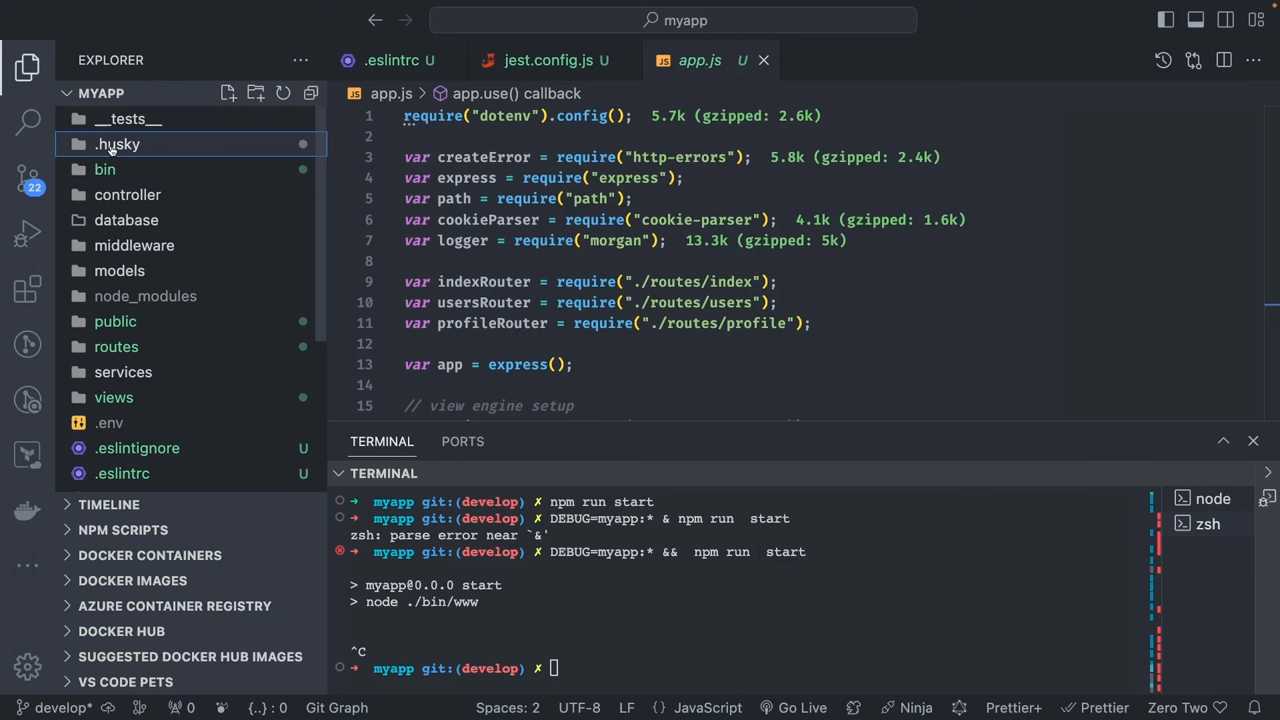 myapp
EXPLORER
MYAPP
__tests__
.husky
bin
controller
database
middleware
models
node_modules
public
routes
services
views
.env
.eslintignore U
.eslintrc U
TIMELINE
NPM SCRIPTS
DOCKER CONTAINERS
DOCKER IMAGES
AZURE CONTAINER REGISTRY
DOCKER HUB
SUGGESTED DOCKER HUB IMAGES
VS CODE PETS
22
.eslintrc U
jest.config.js U
JS app.js U
JS app.js > app.use() callback
1 require("dotenv").config(); 5.7k (gzipped: 2.6k)
2
3 var createError = require("http-errors"); 5.8k (gzipped: 2.4k)
4 var express = require("express");
5 var path = require("path");
6 var cookieParser = require("cookie-parser"); 4.1k (gzipped: 1.6k)
7 var logger = require("morgan"); 13.3k (gzipped: 5k)
8
9 var indexRouter = require("./routes/index");
10 var usersRouter = require("./routes/users");
11 var profileRouter = require("./routes/profile");
12
13 var app = express();
14
15 // view engine setup
TERMINAL PORTS
TERMINAL
➜ myapp git:(develop) ✗ npm run start
➜ myapp git:(develop) ✗ DEBUG=myapp:* & npm run  start
zsh: parse error near `&'
➜ myapp git:(develop) ✗ DEBUG=myapp:* &&  npm run  start
> myapp@0.0.0 start
> node ./bin/www
^C
➜ myapp git:(develop) ✗
node
zsh
develop* 0 {..} : 0 Git Graph Spaces: 2 UTF-8 LF {} JavaScript Go Live Ninja Prettier+ Prettier Zero Two